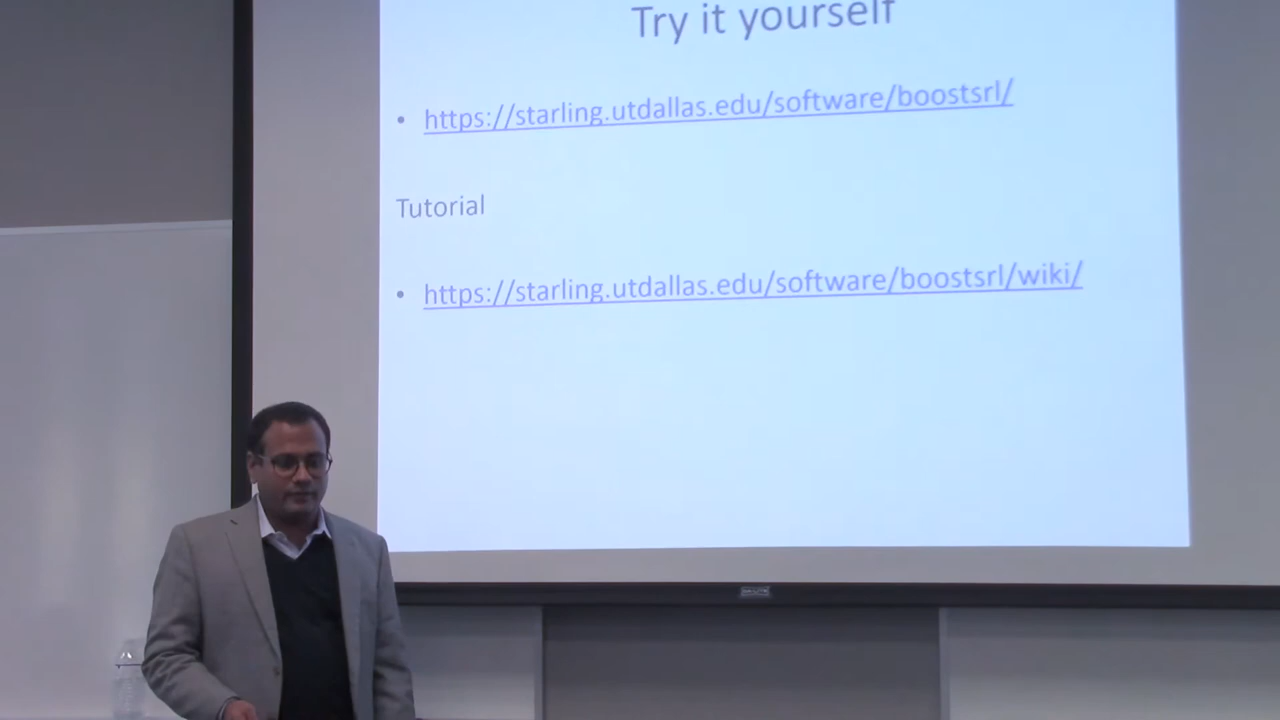 Try it yourself
• https://starling.utdallas.edu/software/boostsrl/
Tutorial
• https://starling.utdallas.edu/software/boostsrl/wiki/